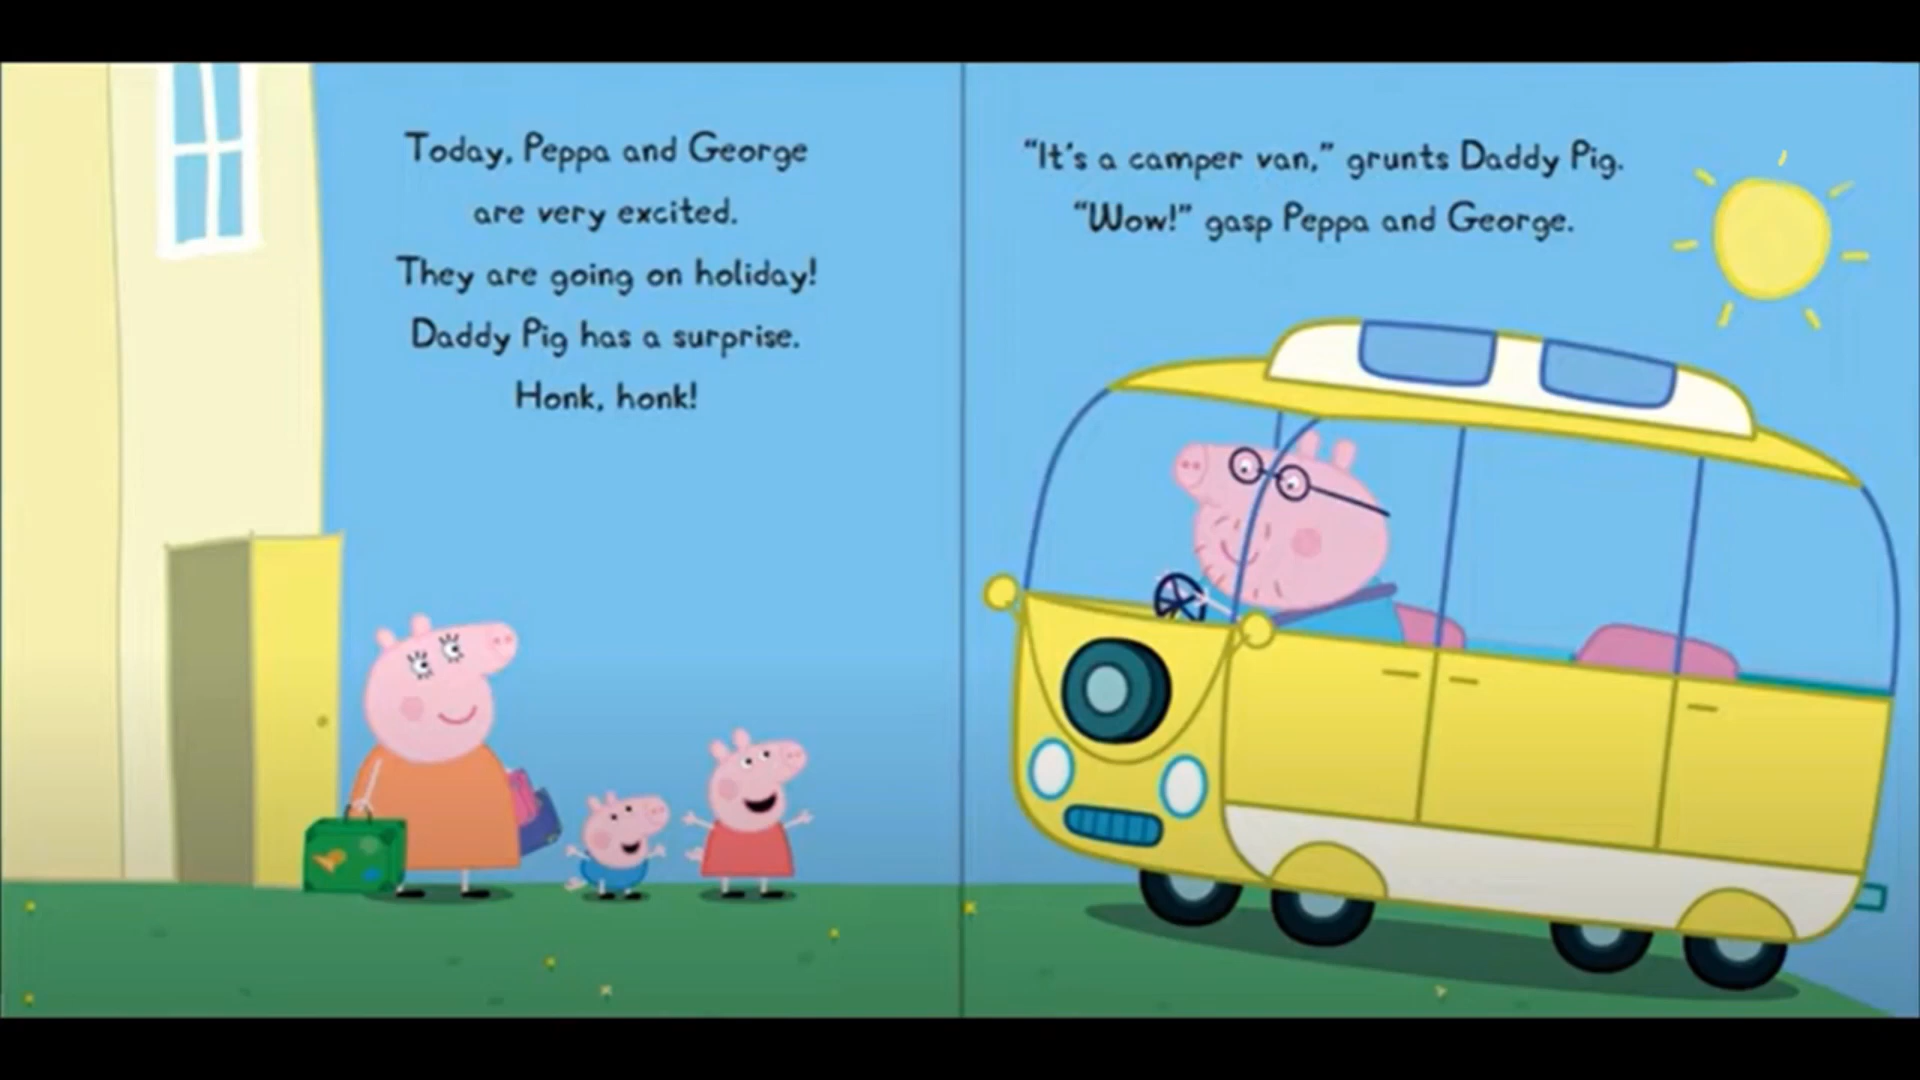 Today, Peppa and George
are very excited.
They are going on holiday!
Daddy Pig has a surprise.
Honk, honk!
“It's a camper van,” grunts Daddy Pig.
“Wow!” gasp Peppa and George.